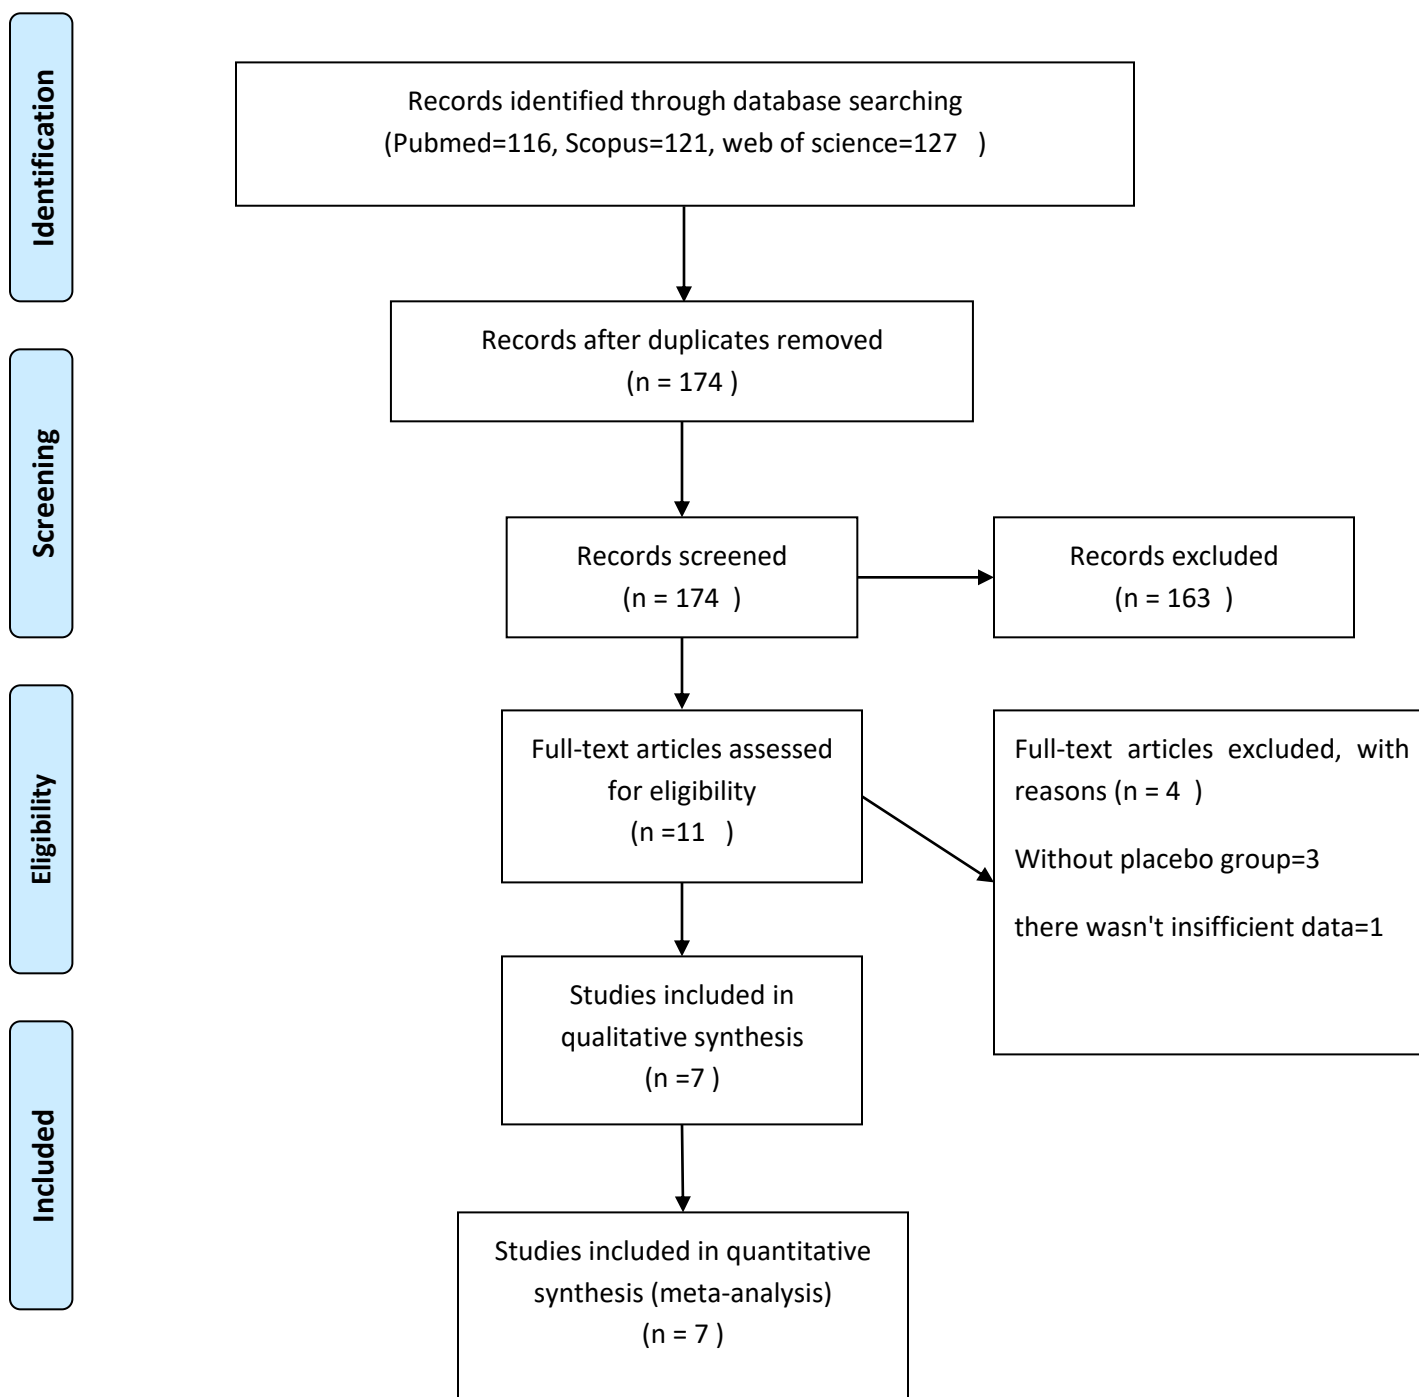 Identification
Records identified through database searching
(Pubmed=116, Scopus=121, web of science=127 )
Records after duplicates removed
(n = 174 )
Screening
Records screened
(n = 174 )
Records excluded
(n = 163 )
Eligibility
Full-text articles assessed
for eligibility
(n =11 )
Full-text articles excluded, with
reasons (n = 4 )
Without placebo group=3
there wasn't insifficient data=1
Studies included in
qualitative synthesis
(n =7 )
Included
Studies included in quantitative
synthesis (meta-analysis)
(n = 7 )